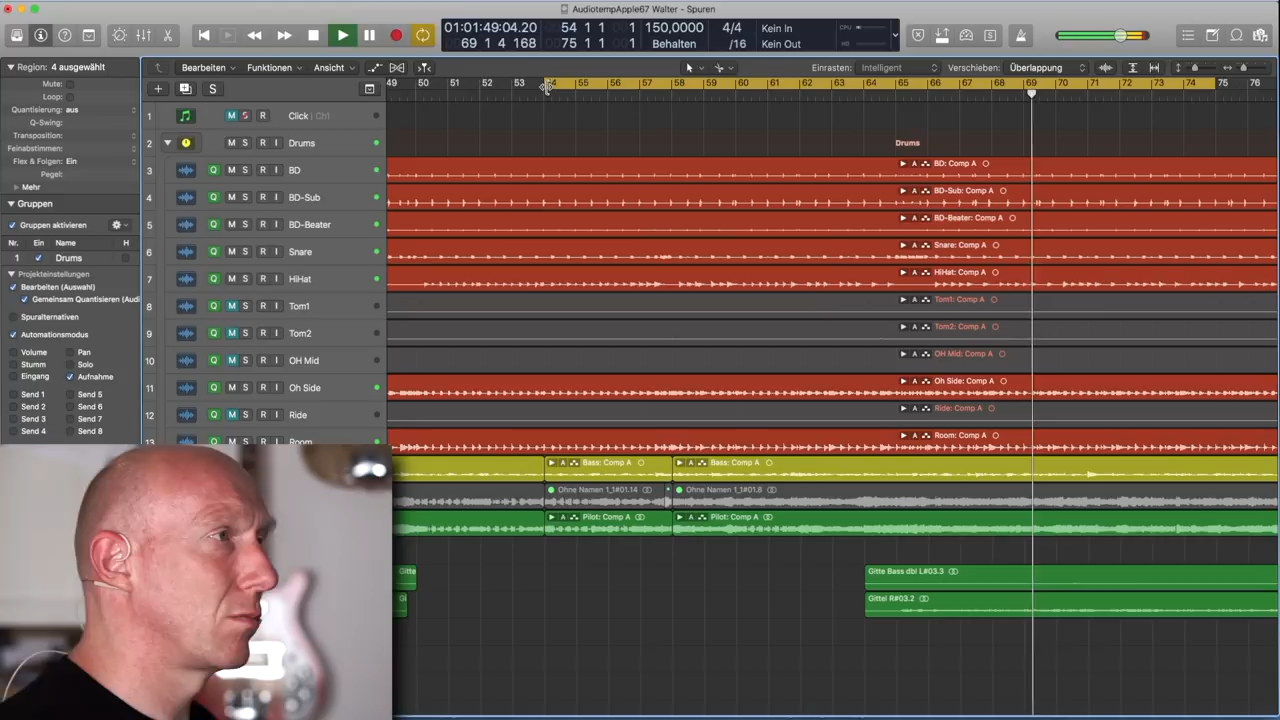 AudiotempApple67 Walter - Spuren
01:01:49:04.20
69 1 4 168
54 1 1 1
75 1 1 1
150,0000
Behalten
4/4
/16
Kein In
Kein Out
CPU
HD
Region: 4 ausgewählt
Bearbeiten
Funktionen
Ansicht
Einrasten: Intelligent
Verschieben: Überlappung
Mute:
Loop:
Quantisierung: aus
Q-Swing:
Transposition:
Feinabstimmen:
Flex & Folgen: Ein
Pegel:
Mehr
Gruppen
Gruppen aktivieren
Nr. Ein Name H
1 Drums
Projekteinstellungen
Bearbeiten (Auswahl)
Gemeinsam Quantisieren (Audi
Spuralternativen
Automationsmodus
Volume Pan
Stumm Solo
Eingang Aufnahme
Send 1 Send 5
Send 2 Send 6
Send 3 Send 7
Send 4 Send 8
S
49 50 51 52 53 54 55 56 57 58 59 60 61 62 63 64 65 66 67 68 69 70 71 72 73 74 75 76
1 M S R Click Ch1
2 M S R I Drums
Drums
3 Q M S R I BD
A BD: Comp A
4 Q M S R I BD-Sub
A BD-Sub: Comp A
5 Q M S R I BD-Beater
A BD-Beater: Comp A
6 Q M S R I Snare
A Snare: Comp A
7 Q M S R I HiHat
A HiHat: Comp A
8 Q M S R I Tom1
A Tom1: Comp A
9 Q M S R I Tom2
A Tom2: Comp A
10 Q M S R I OH Mid
A OH Mid: Comp A
11 Q M S R I Oh Side
A Oh Side: Comp A
12 Q M S R I Ride
A Ride: Comp A
13 Q M S R I Room
A Room: Comp A
A Bass: Comp A
A Bass: Comp A
Ohne Namen 1_1#01.14
Ohne Namen 1_1#01.8
A Pilot: Comp A
A Pilot: Comp A
Gitte
Gitte Bass dbl L#03.3
Gi
Gittel R#03.2